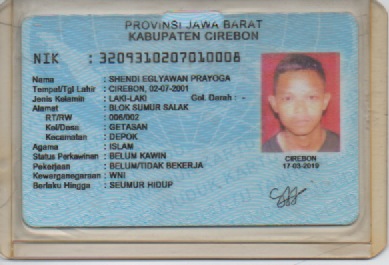 PROVINSI JAWA BARAT
KABUPATEN CIREBON
NIK : 3209310207010008
Nama : SHENDI EGLYAWAN PRAYOGA
Tempat/Tgl Lahir : CIREBON, 02-07-2001
Jenis Kelamin : LAKI-LAKI Gol. Darah : -
Alamat : BLOK SUMUR SALAK
RT/RW : 006/002
Kel/Desa : GETASAN
Kecamatan : DEPOK
Agama : ISLAM
Status Perkawinan : BELUM KAWIN
Pekerjaan : BELUM/TIDAK BEKERJA
Kewarganegaraan : WNI
Berlaku Hingga : SEUMUR HIDUP
CIREBON
17-03-2019